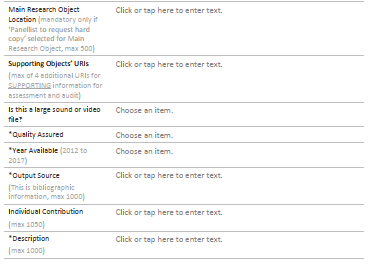 Main Research Object Click or tap here to enter text.
Location (mandatory only if
'Panellist to request hard
copy' selected for Main
Research Object, max 500)
Supporting Objects' URIs Click or tap here to enter text.
(max of 4 additional URIs for
SUPPORTING information for
assessment and audit)
Is this a large sound or video Choose an item.
file?
*Quality Assured Choose an item.
*Year Available (2012 to Choose an item.
2017)
*Output Source Click or tap here to enter text.
(This is bibliographic
information, max 1000)
Individual Contribution Click or tap here to enter text.
(max 1050)
*Description Click or tap here to enter text.
(max 1000)